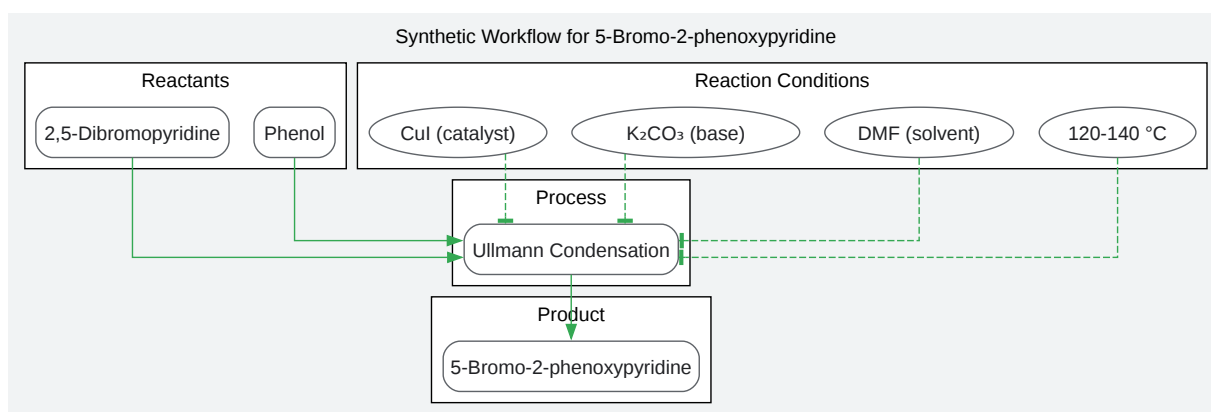 Synthetic Workflow for 5-Bromo-2-phenoxypyridine
Reactants
Reaction Conditions
2,5-Dibromopyridine
Phenol
CuI (catalyst)
K₂CO₃ (base)
DMF (solvent)
120-140 °C
Process
Ullmann Condensation
Product
5-Bromo-2-phenoxypyridine